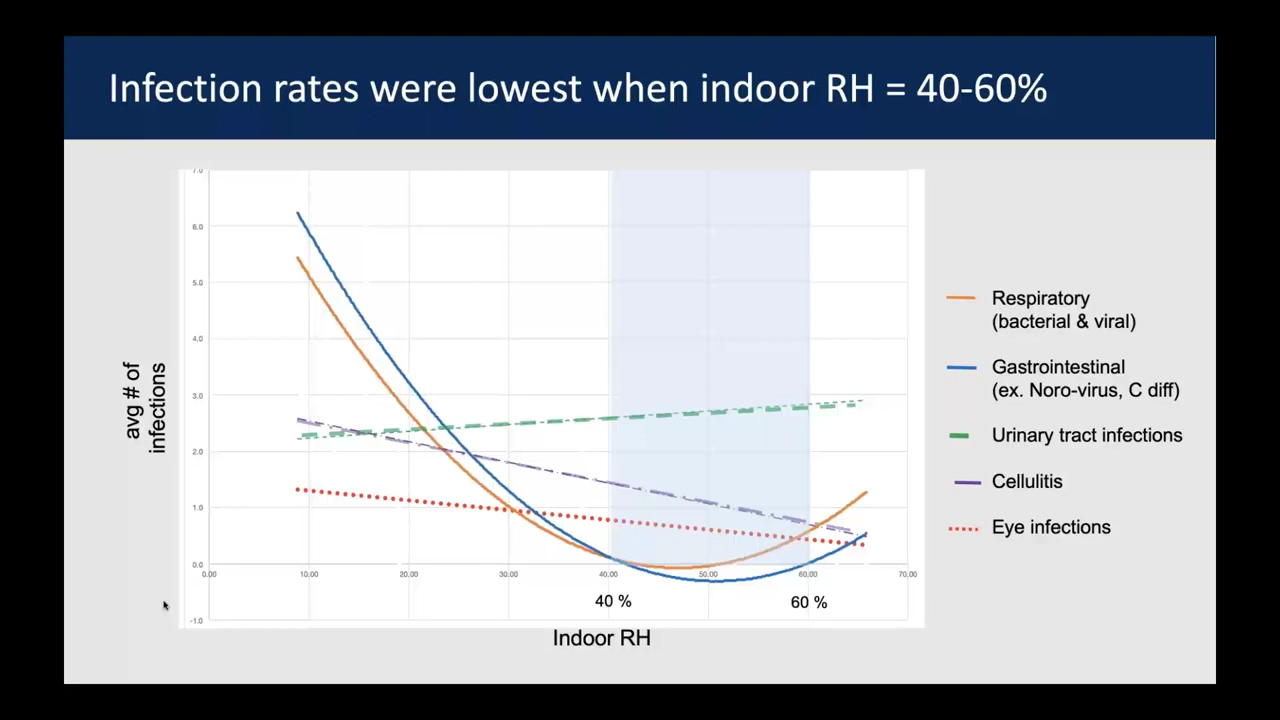 Infection rates were lowest when indoor RH = 40-60%
7.0
6.0
5.0
4.0
3.0
2.0
1.0
0.0
-1.0
0.00 10.00 20.00 30.00 40.00 50.00 60.00 70.00
40 % 60 %
Indoor RH
avg # of
infections
Respiratory
(bacterial & viral)
Gastrointestinal
(ex. Noro-virus, C diff)
Urinary tract infections
Cellulitis
Eye infections